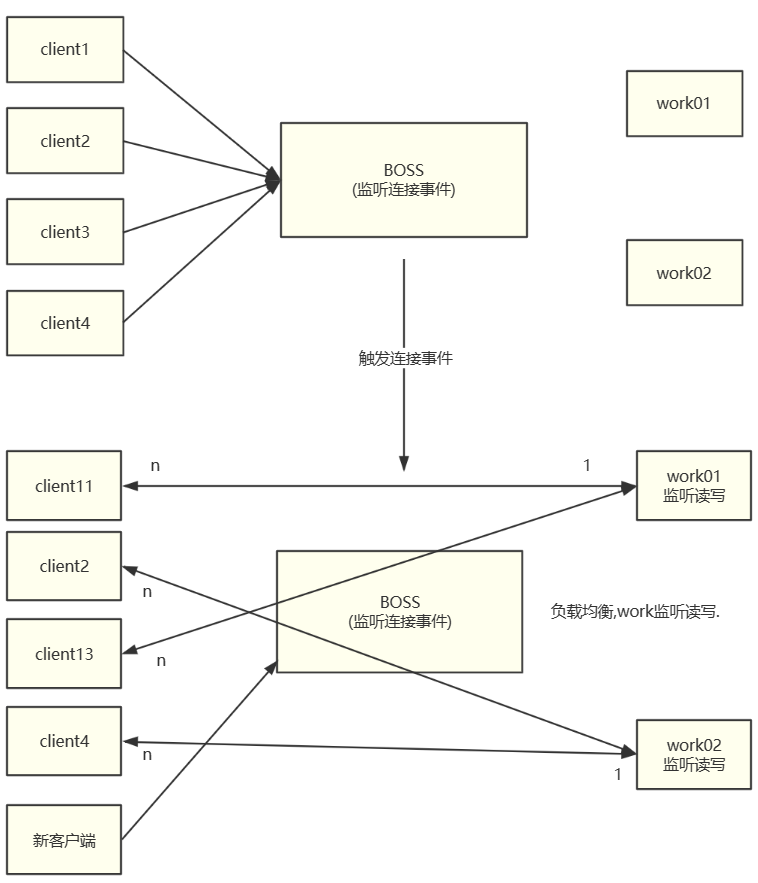 client1
client2
client3
client4
BOSS
(监听连接事件)
work01
work02
触发连接事件
n
1
client11
work01
监听读写
client2
n
BOSS
(监听连接事件)
负载均衡,work监听读写.
client13
n
client4
n
work02
监听读写
1
新客户端